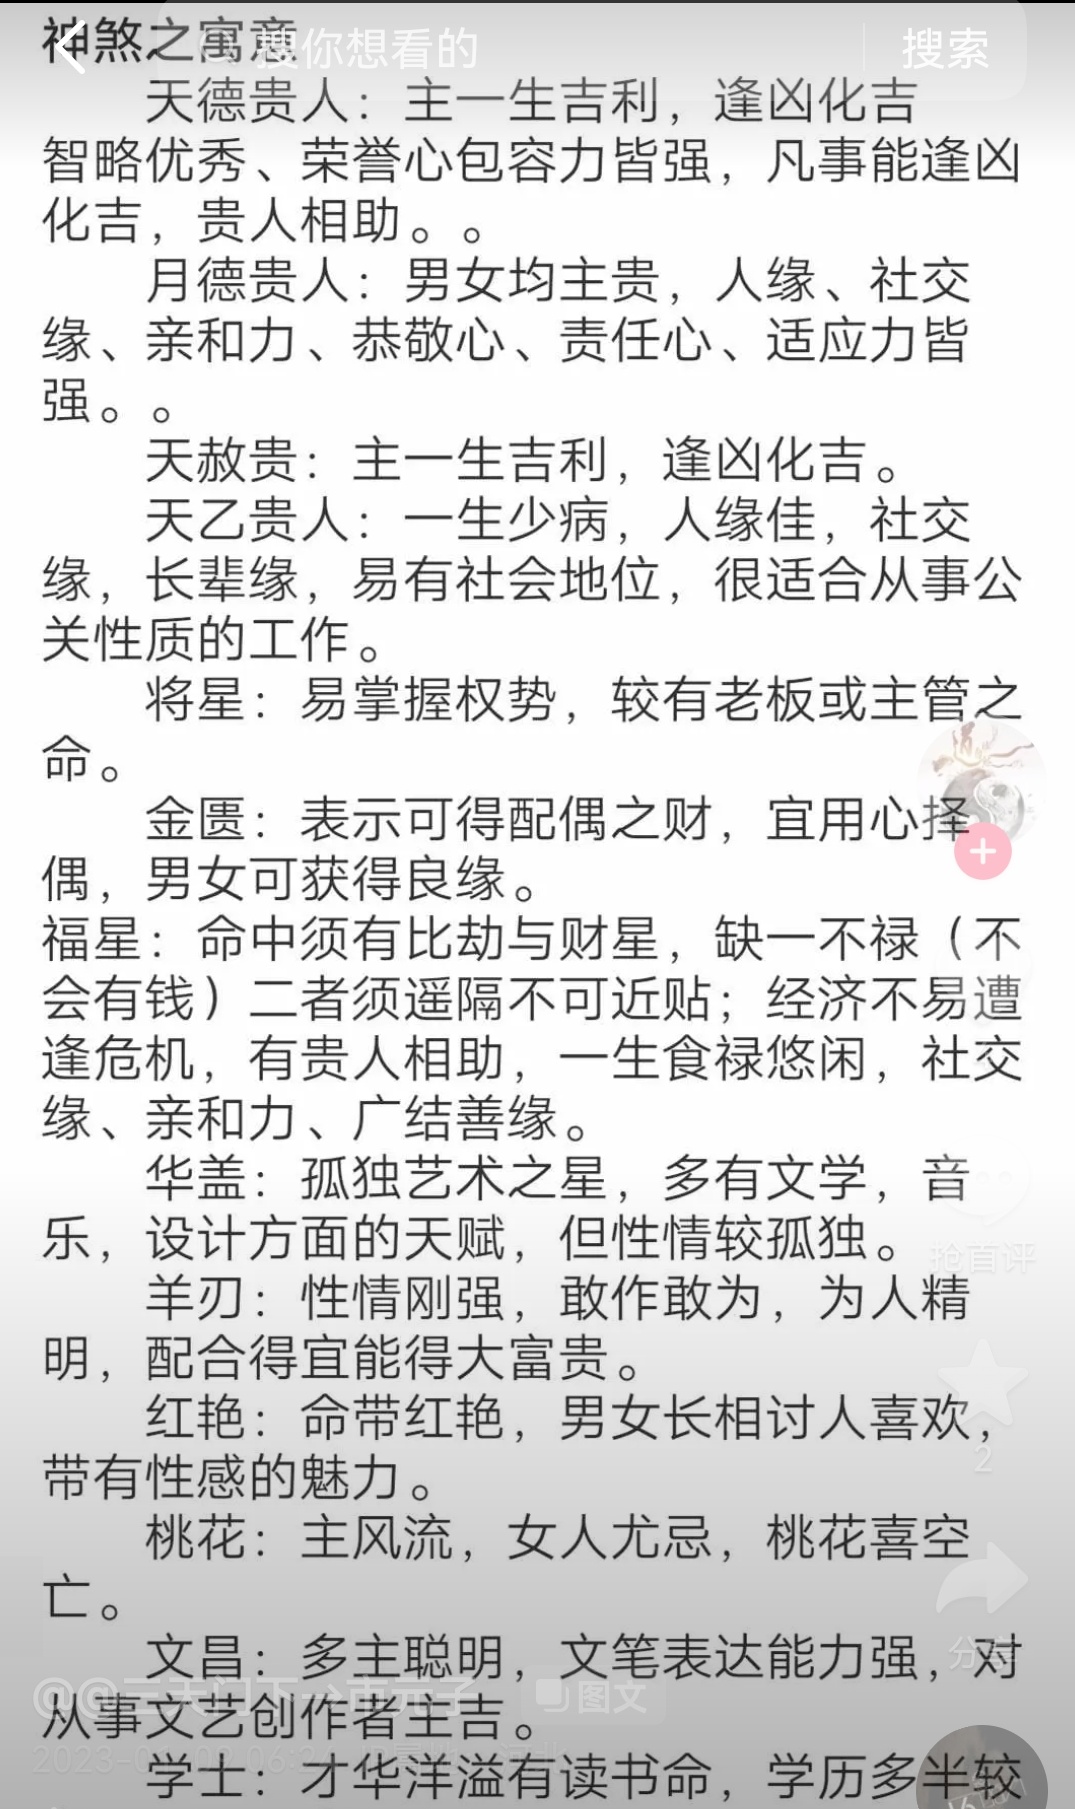 神煞之寓意
搜你想看的
搜索
天德贵人：主一生吉利，逢凶化吉
智略优秀、荣誉心包容力皆强，凡事能逢凶
化吉，贵人相助。。
月德贵人：男女均主贵，人缘、社交
缘、亲和力、恭敬心、责任心、适应力皆
强。。
天赦贵：主一生吉利，逢凶化吉。
天乙贵人：一生少病，人缘佳，社交
缘，长辈缘，易有社会地位，很适合从事公
关性质的工作。
将星：易掌握权势，较有老板或主管之
命。
金匮：表示可得配偶之财，宜用心择
偶，男女可获得良缘。
福星：命中须有比劫与财星，缺一不禄（不
会有钱）二者须遥隔不可近贴；经济不易遭
逢危机，有贵人相助，一生食禄悠闲，社交
缘、亲和力、广结善缘。
华盖：孤独艺术之星，多有文学，音
乐，设计方面的天赋，但性情较孤独。
抢首评
羊刃：性情刚强，敢作敢为，为人精
明，配合得宜能得大富贵。
红艳：命带红艳，男女长相讨人喜欢，
带有性感的魅力。
2
桃花：主风流，女人尤忌，桃花喜空
亡。
分享
文昌：多主聪明，文笔表达能力强，对
从事文艺创作者主吉。
图文
学士：才华洋溢有读书命，学历多半较